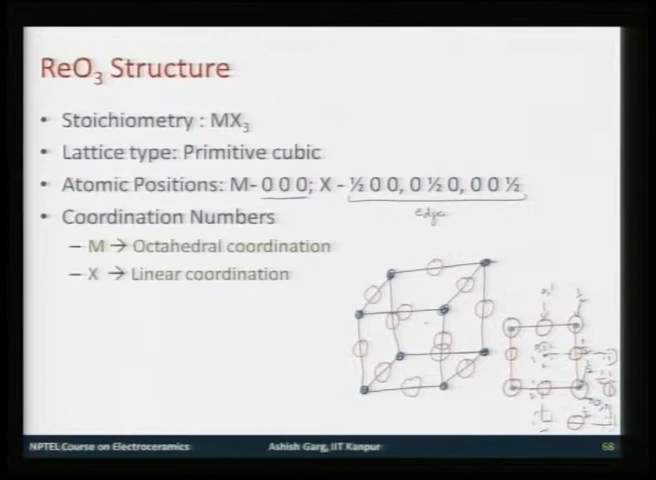 ReO₃ Structure
• Stoichiometry : MX₃
• Lattice type: Primitive cubic
• Atomic Positions: M- 0 0 0; X - ½ 0 0, 0 ½ 0, 0 0 ½
edge
• Coordination Numbers
– M → Octahedral coordination
– X → Linear coordination
NPTEL Course on Electroceramics
Ashish Garg, IIT Kanpur
68